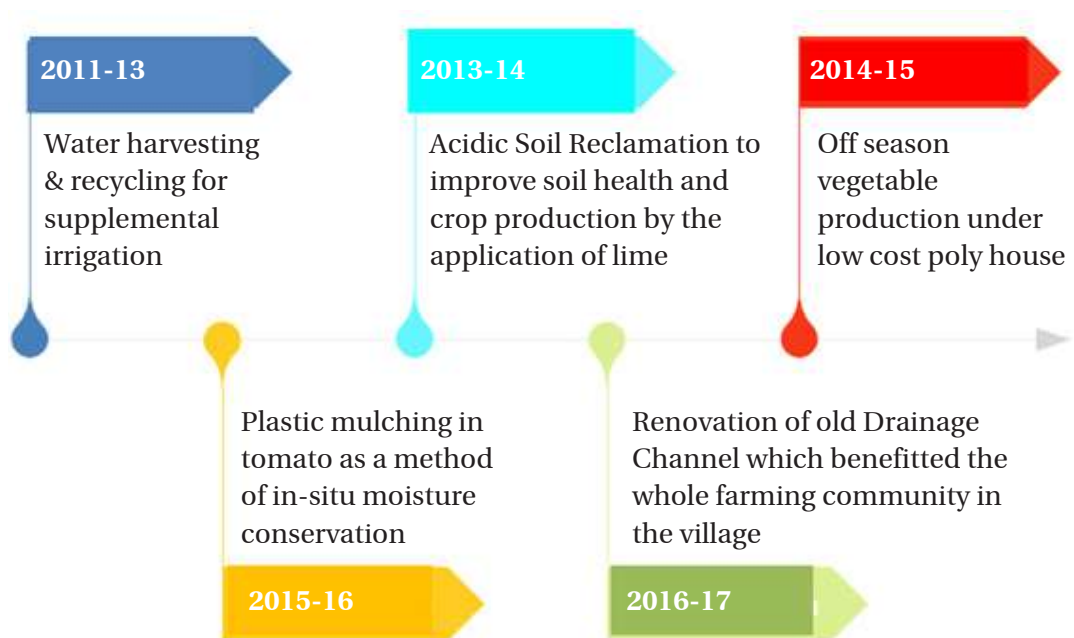 2011-13
Water harvesting
& recycling for
supplemental
irrigation
2013-14
Acidic Soil Reclamation to
improve soil health and
crop production by the
application of lime
2014-15
Off season
vegetable
production under
low cost poly house
Plastic mulching in
tomato as a method
of in-situ moisture
conservation
2015-16
Renovation of old Drainage
Channel which benefitted the
whole farming community in
the village
2016-17